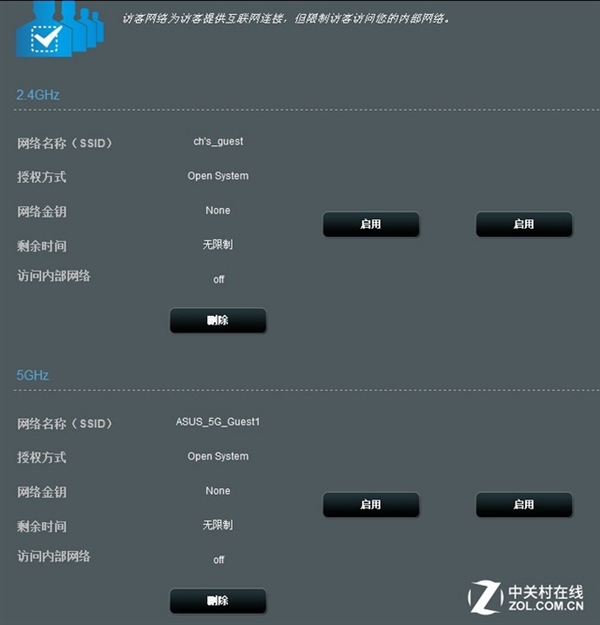 访客网络为访客提供互联网连接，但限制访客访问您的内部网络。
2.4GHz
网络名称（SSID） ch's_guest
授权方式 Open System
网络金钥 None
启用 启用
剩余时间 无限制
访问内部网络 off
删除
5GHz
网络名称（SSID） ASUS_5G_Guest1
授权方式 Open System
网络金钥 None
启用 启用
剩余时间 无限制
访问内部网络 off
删除
Z 中关村在线
ZOL.COM.CN